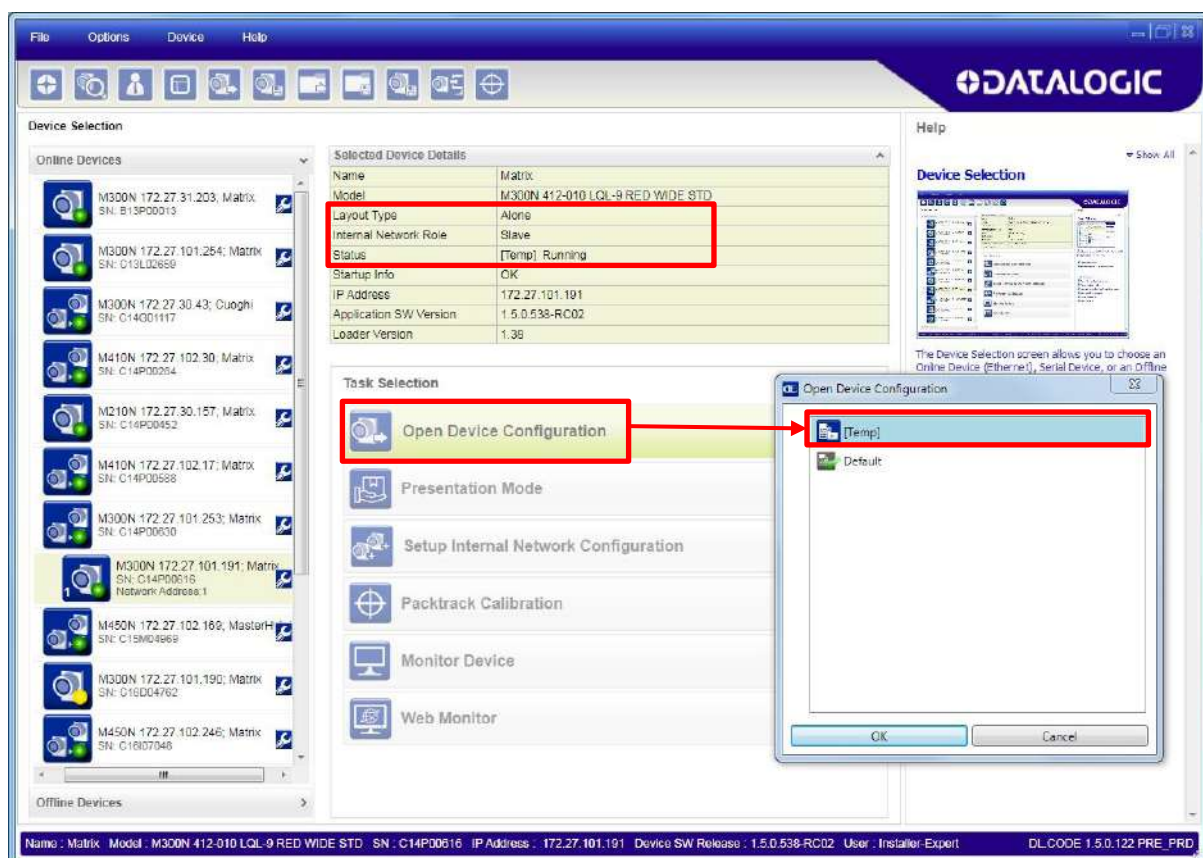 File Options Device Help
DATALOGIC
Device Selection
Online Devices
M300N 172.27.31.203; Matrix
SN: B13P00013
M300N 172.27.101.254; Matrix
SN: C13L02659
M300N 172.27.30.43; Cuoghi
SN: C14G01117
M410N 172.27.102.30; Matrix
SN: C14P00264
M210N 172.27.30.157; Matrix
SN: C14P00452
M410N 172.27.102.17; Matrix
SN: C14P00588
M300N 172.27.101.253; Matrix
SN: C14P00630
M300N 172.27.101.191; Matrix
SN: C14P00616
Network Address:1
1
M450N 172.27.102.169; MasterH
SN: C15M04969
M300N 172.27.101.190; Matrix
SN: C16D04762
M450N 172.27.102.246; Matrix
SN: C16I07046
Offline Devices
Selected Device Details
Name Matrix
Model M300N 412-010 LQL-9 RED WIDE STD
Layout Type Alone
Internal Network Role Slave
Status [Temp] Running
Startup Info OK
IP Address 172.27.101.191
Application SW Version 1.5.0.538-RC02
Loader Version 1.36
Task Selection
Open Device Configuration
Presentation Mode
Setup Internal Network Configuration
Packtrack Calibration
Monitor Device
Web Monitor
Help
Show All
Device Selection
The Device Selection screen allows you to choose an
Online Device (Ethernet), Serial Device, or an Offline
Open Device Configuration
[Temp]
Default
OK Cancel
Name : Matrix Model : M300N 412-010 LQL-9 RED WIDE STD SN : C14P00616 IP Address : 172.27.101.191 Device SW Release : 1.5.0.538-RC02 User : Installer-Expert DL.CODE 1.5.0.122 PRE_PRD